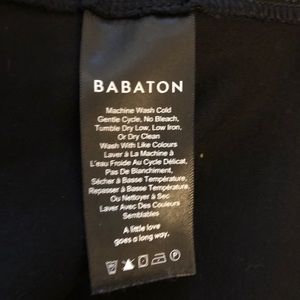 BABATON
Machine Wash Cold
Gentle Cycle, No Bleach,
Tumble Dry Low, Low Iron,
Or Dry Clean
Wash With Like Colours
Laver à La Machine à
L'eau Froide Au Cycle Délicat,
Pas De Blanchiment,
Sécher à Basse Température,
Repasser à Basse Température,
Ou Nettoyer à Sec
Laver Avec Des Couleurs
Semblables
A little love
goes a long way.